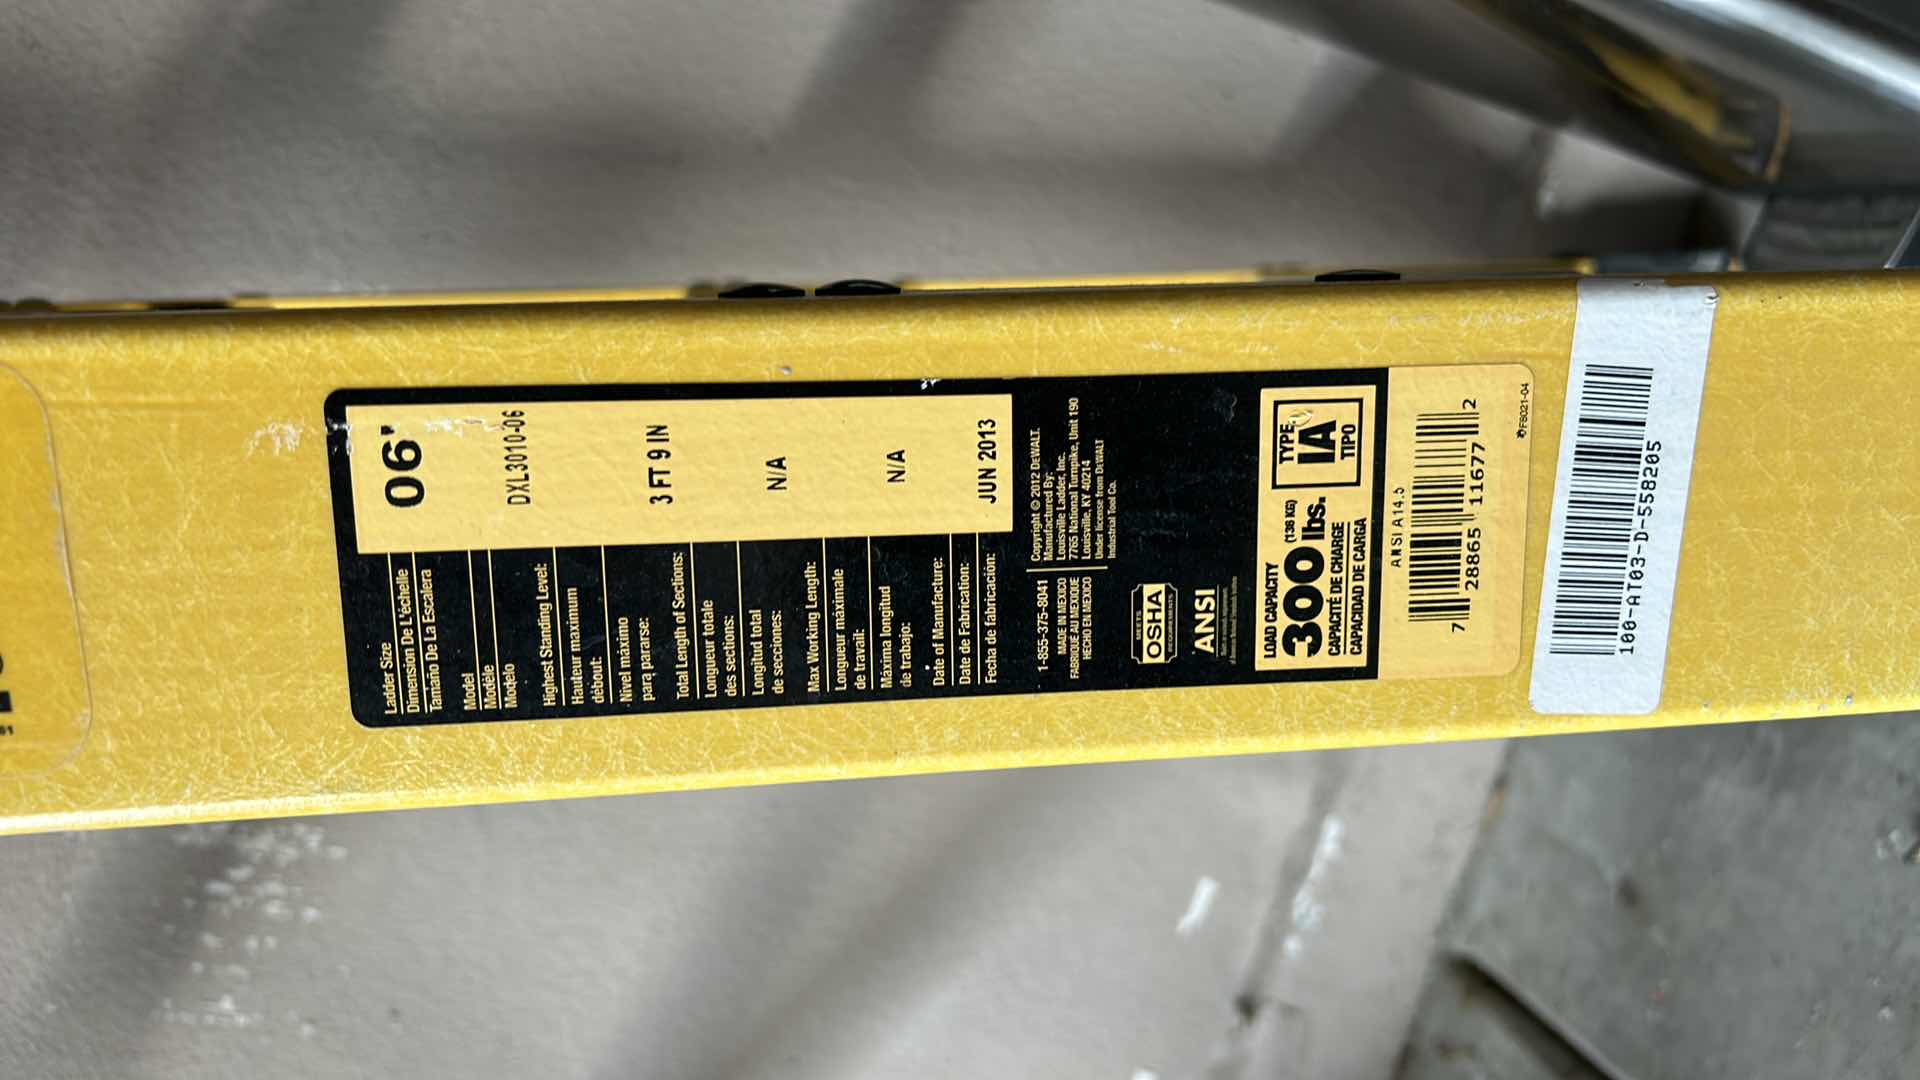 06'
DXL3010-06
3 FT 9 IN
N/A
N/A
JUN 2013
Ladder Size
Dimension De L'échelle
Tamaño De La Escalera
Model
Modèle
Modelo
Highest Standing Level:
Hauteur maximum
debout:
Nivel máximo
para pararse:
Total Length of Sections:
Longueur totale
des sections:
Longitud total
de secciones:
Max Working Length:
Longueur máximale
de travail:
Máxima longitud
de trabajo:
Date of Manufacture:
Date de Fabrication:
Fecha de fabricación:
1-855-375-8041
MADE IN MEXICO
FABRIQUÉ AU MEXIQUE
HECHO EN MEXICO
Copyright © 2012 DEWALT.
Manufactured By:
Louisville Ladder, Inc.
7765 National Turnpike, Unit 190
Louisville, KY 40214
Under license from DEWALT
Industrial Tool Co.
MEETS
OSHA
REQUIREMENTS
ANSI
LOAD CAPACITY
300 lbs. (136 KG)
CAPACITÉ DE CHARGE
CAPACIDAD DE CARGA
TYPE
IA
TIPO
ANSI A14.5
7 28865 11677 2
F8021-04
100-AT03-D-558205